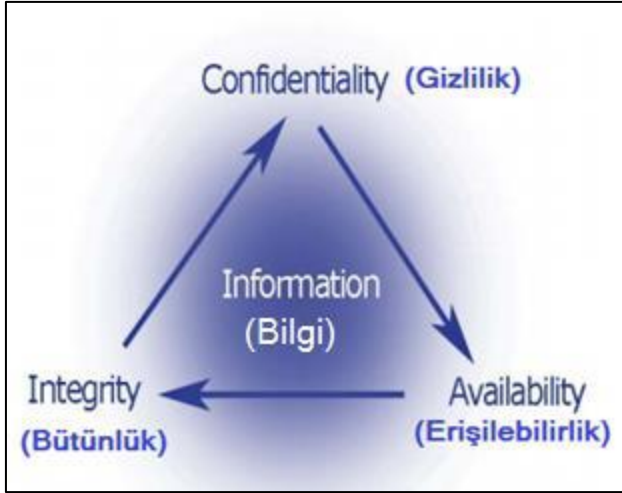 Confidentiality (Gizlilik)
Information
(Bilgi)
Integrity
(Bütünlük)
Availability
(Erişilebilirlik)